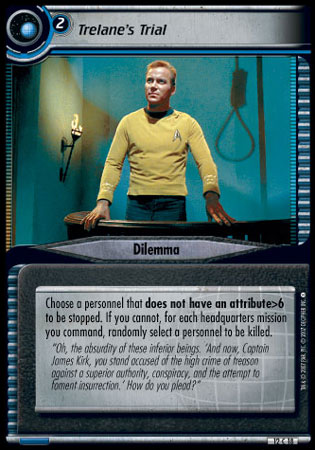 2
Trelane's Trial
Dilemma
Choose a personnel that does not have an attribute>6
to be stopped. If you cannot, for each headquarters mission
you command, randomly select a personnel to be killed.
"Oh, the absurdity of these inferior beings. 'And now, Captain
James Kirk, you stand accused of the high crime of treason
against a superior authority, conspiracy, and the attempt to
foment insurrection.' How do you plead?"